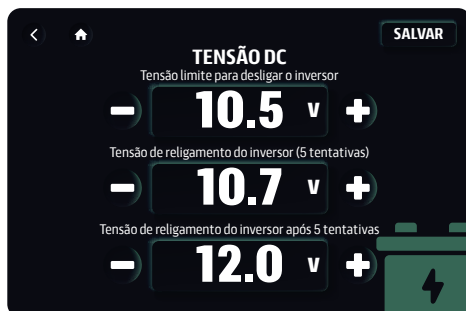 SALVAR
TENSÃO DC
Tensão limite para desligar o inversor
10.5 V
Tensão de religamento do inversor (5 tentativas)
10.7 V
Tensão de religamento do inversor após 5 tentativas
12.0 V